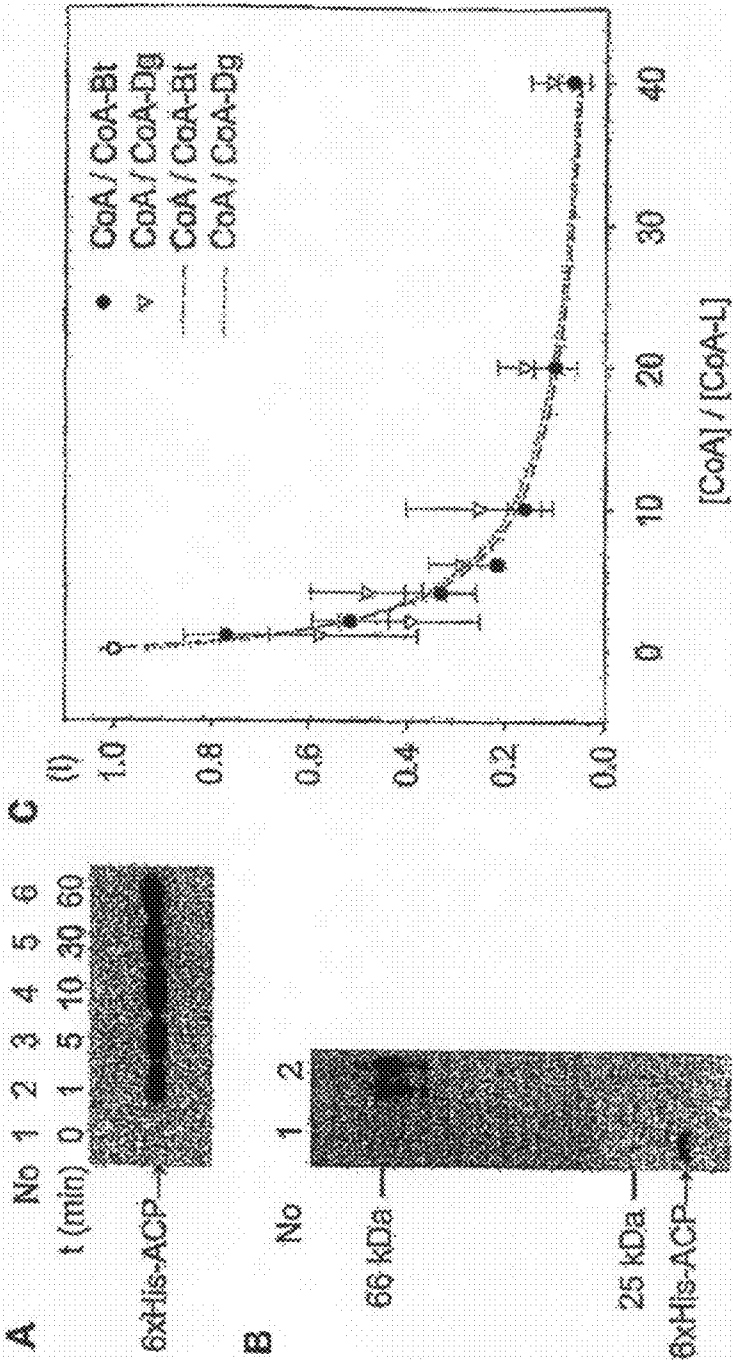 A
No 1 2 3 4 5 6
t (min) 0 1 5 10 30 60
6xHis-ACP
B
No 1 2
66 kDa
25 kDa
6xHis-ACP
C
(II)
1.0
0.8
0.6
0.4
0.2
0.0
CoA / CoA-Bt
CoA / CoA-Dg
CoA / CoA-Bt
CoA / CoA-Dg
0 10 20 30 40
[CoA] / [CoA-L]